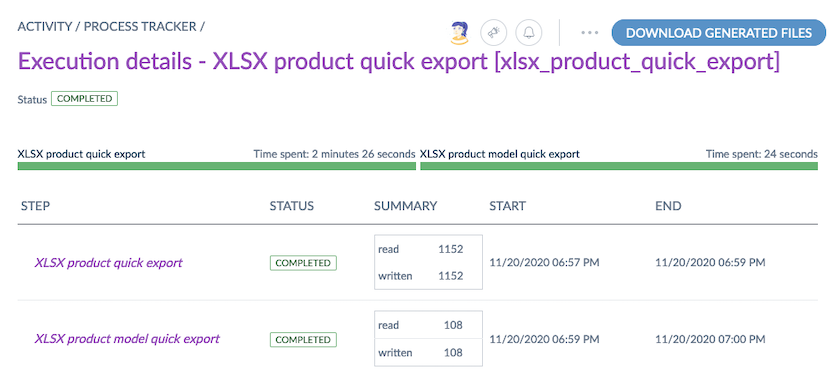 ACTIVITY / PROCESS TRACKER /
DOWNLOAD GENERATED FILES
Execution details - XLSX product quick export [xlsx_product_quick_export]
Status COMPLETED
XLSX product quick export Time spent: 2 minutes 26 seconds XLSX product model quick export Time spent: 24 seconds
STEP STATUS SUMMARY START END
read 1152
XLSX product quick export COMPLETED 11/20/2020 06:57 PM 11/20/2020 06:59 PM
written 1152
read 108
XLSX product model quick export COMPLETED 11/20/2020 06:59 PM 11/20/2020 07:00 PM
written 108